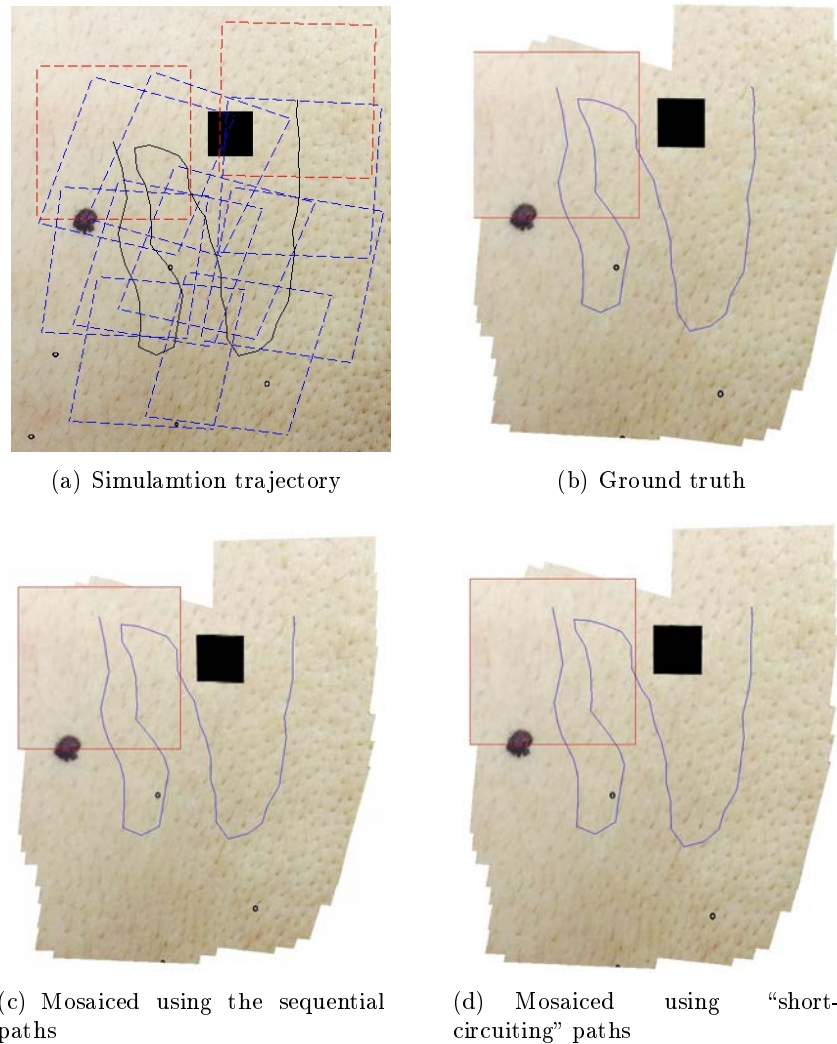 (a) Simulamtion trajectory
(b) Ground truth
(c) Mosaiced using the sequential
paths
(d) Mosaiced using “short-
circuiting” paths